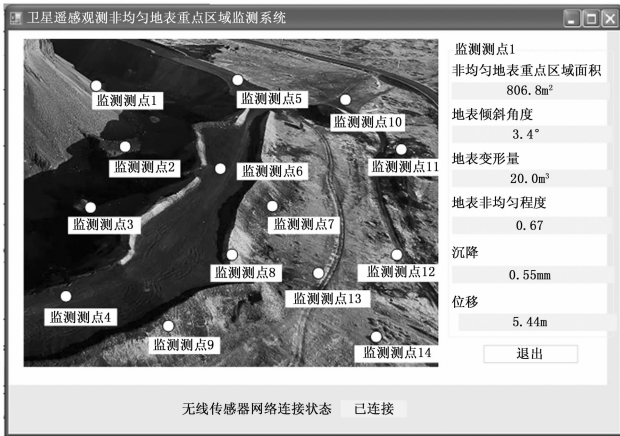 卫星遥感观测非均匀地表重点区域监测系统
监测测点1
监测测点5
监测测点10
监测测点2
监测测点6
监测测点11
监测测点3
监测测点7
监测测点8
监测测点12
监测测点13
监测测点4
监测测点9
监测测点14
监测测点1
非均匀地表重点区域面积
806.8m²
地表倾斜角度
3.4°
地表变形量
20.0m³
地表非均匀程度
0.67
沉降
0.55mm
位移
5.44m
退出
无线传感器网络连接状态 已连接